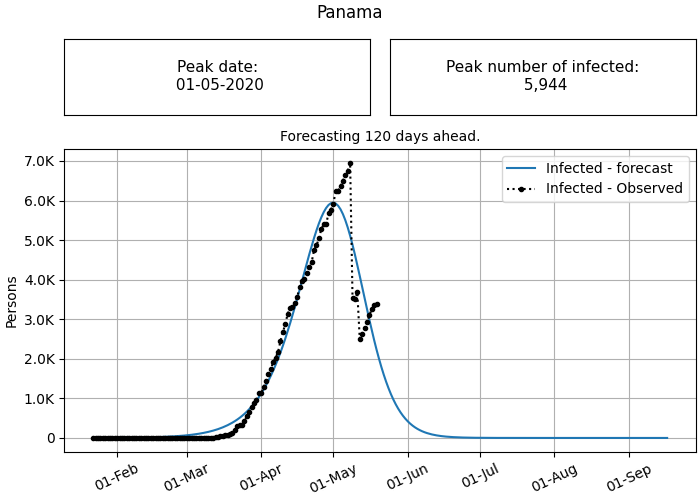 Panama
Peak date:
01-05-2020
Peak number of infected:
5,944
Forecasting 120 days ahead.
7.0K
6.0K
5.0K
4.0K
3.0K
2.0K
1.0K
0
Persons
Infected - forecast
Infected - Observed
01-Feb
01-Mar
01-Apr
01-May
01-Jun
01-Jul
01-Aug
01-Sep